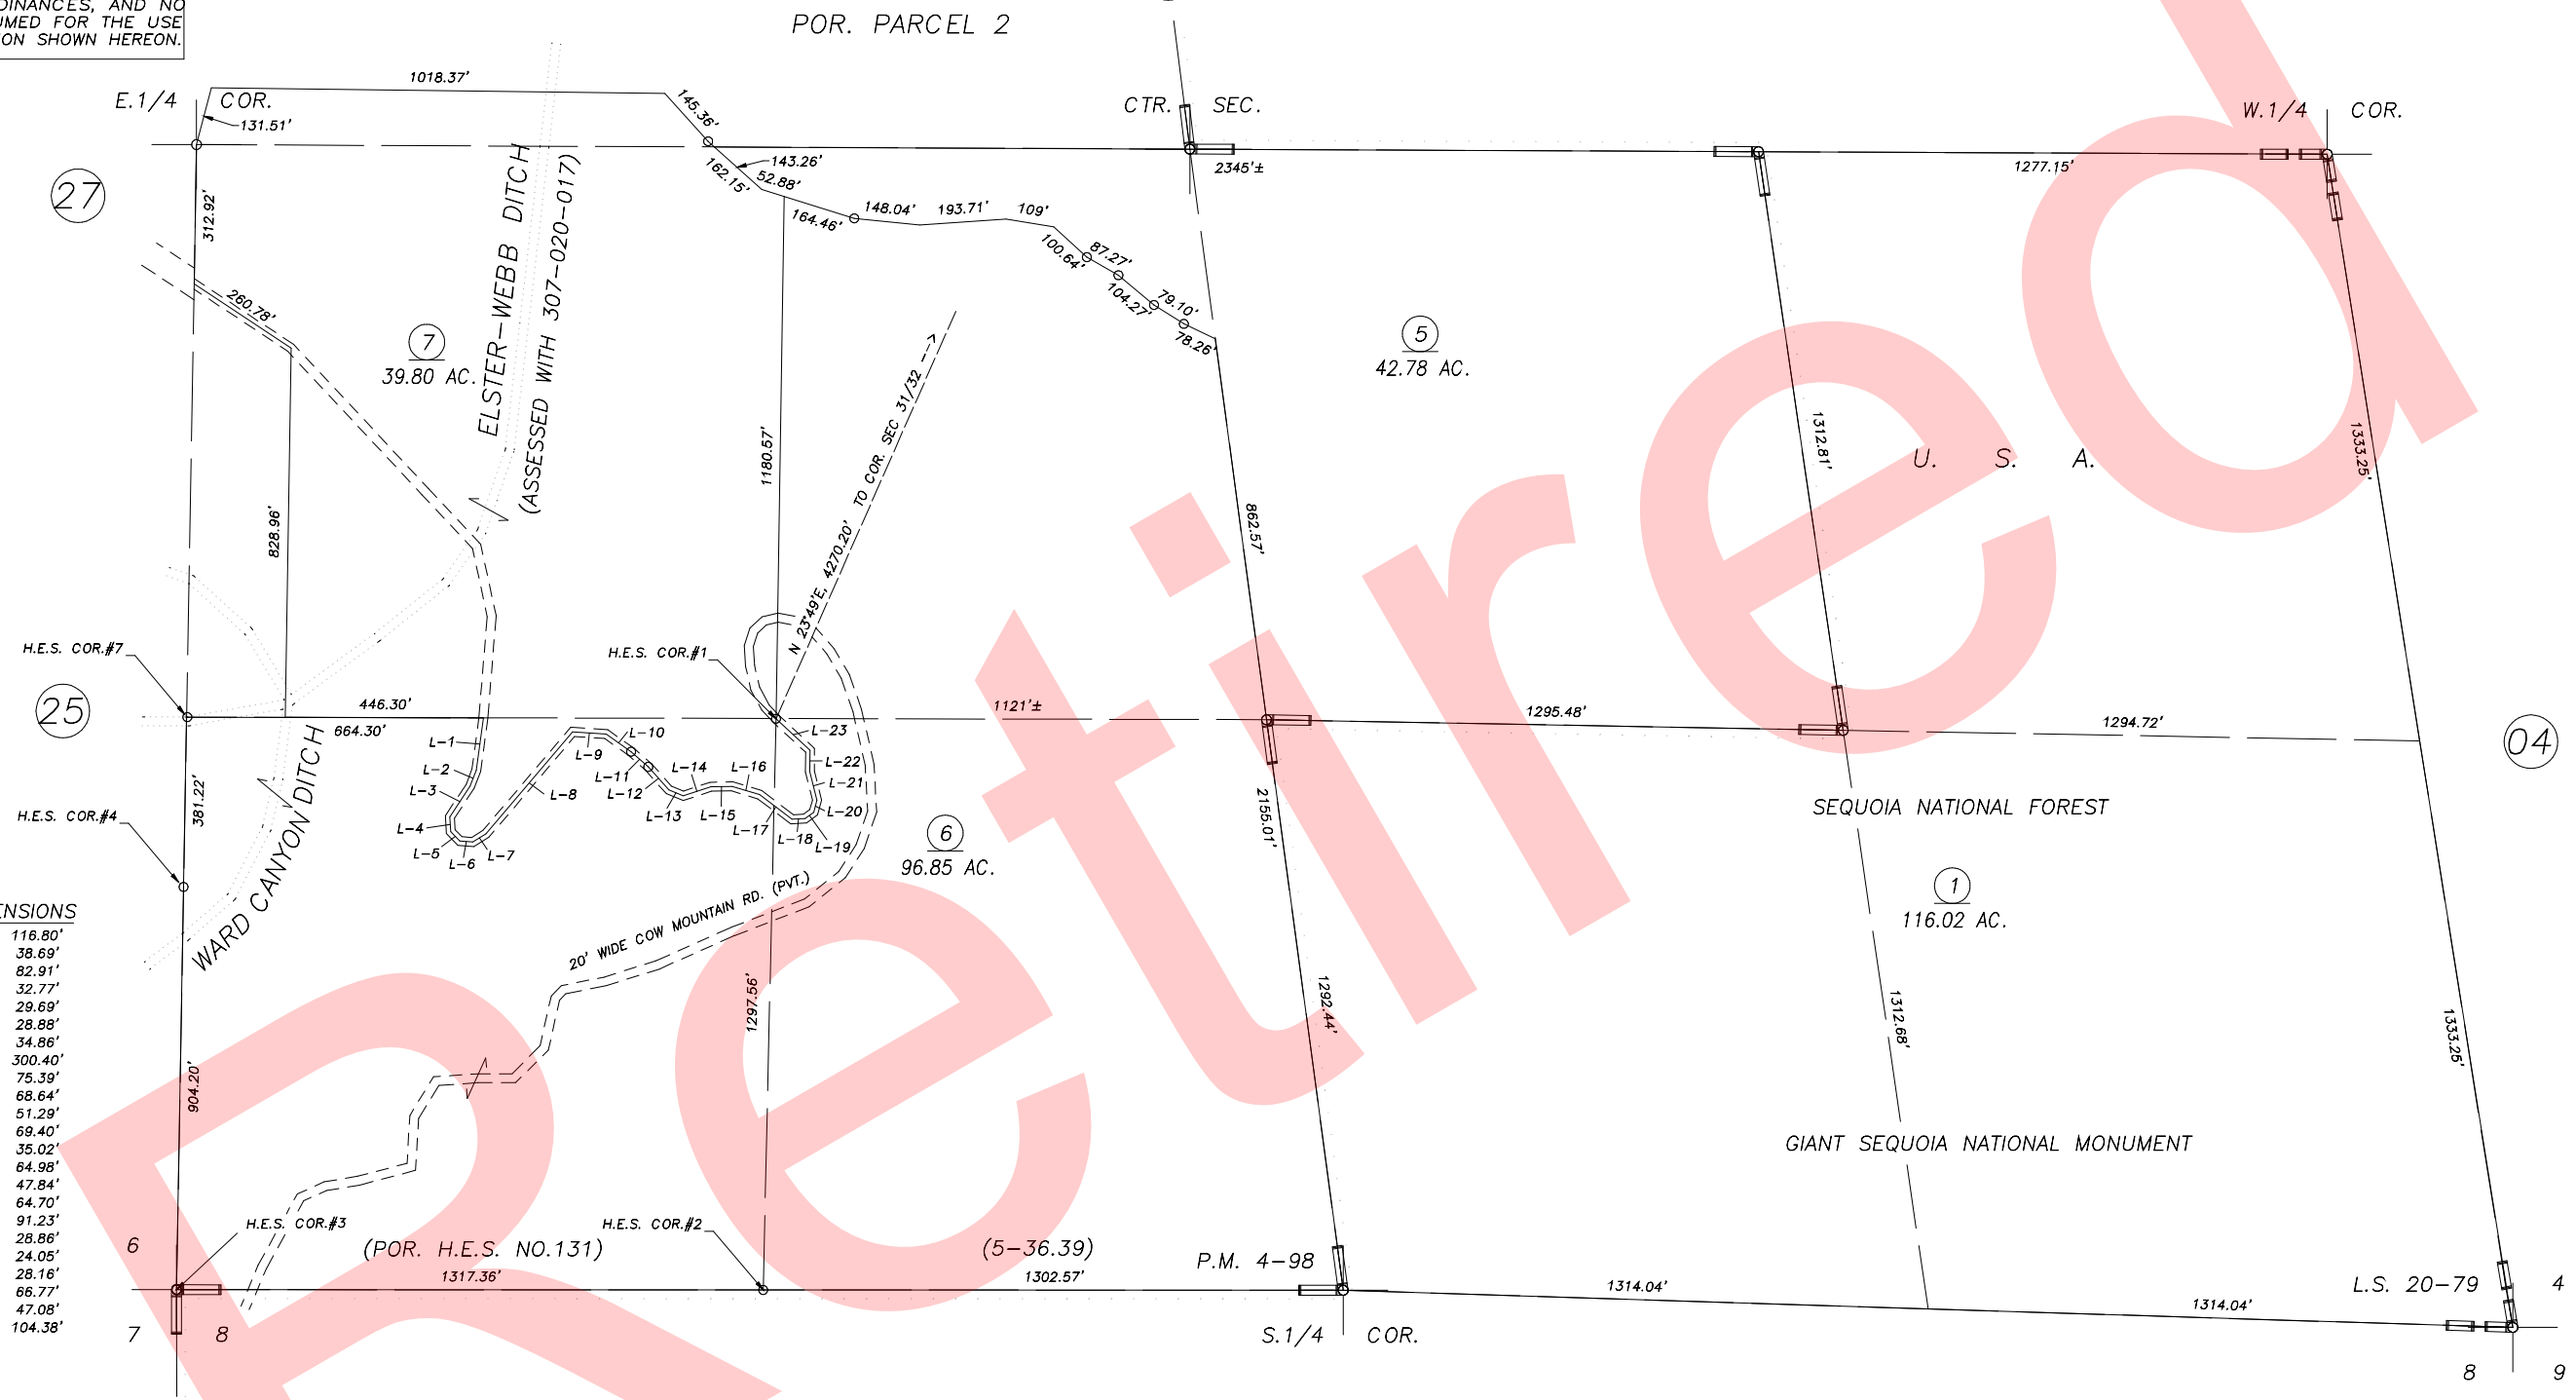 DINANCES, AND NO
UMED FOR THE USE
ON SHOWN HEREON.
POR. PARCEL 2
1018.37'
E.1/4 COR.
131.51'
145.36'
CTR. SEC.
W.1/4 COR.
143.26'
162.15'
52.88'
2345'±
1277.15'
27
312.92'
164.46'
148.04'
193.71'
109'
100.64'
87.27'
104.27'
79.10'
78.26'
260.78'
7
39.80 AC.
ELSTER-WEBB DITCH
(ASSESSED WITH 307-020-017)
5
42.78 AC.
1180.57'
N 23°49'E, 4270.20' TO COR. SEC 31/32
1312.81'
1333.25'
U. S. A.
828.96'
862.57'
H.E.S. COR.#7
H.E.S. COR.#1
25
446.30'
664.30'
1121'±
1295.48'
1294.72'
04
L-1
L-2
L-3
L-4
L-5
L-6
L-7
L-8
L-9
L-10
L-11
L-12
L-13
L-14
L-15
L-16
L-17
L-18
L-19
L-20
L-21
L-22
L-23
381.22'
H.E.S. COR.#4
WARD CANYON DITCH
2155.01'
SEQUOIA NATIONAL FOREST
6
96.85 AC.
1
116.02 AC.
20' WIDE COW MOUNTAIN RD. (PVT.)
ENSIONS
116.80'
38.69'
82.91'
32.77'
29.69'
28.88'
34.86'
300.40'
75.39'
68.64'
51.29'
69.40'
35.02'
64.98'
47.84'
64.70'
91.23'
28.86'
24.05'
28.16'
66.77'
47.08'
104.38'
904.20'
1297.56'
1292.44'
1312.68'
1333.25'
GIANT SEQUOIA NATIONAL MONUMENT
6
H.E.S. COR.#3
(POR. H.E.S. NO.131)
H.E.S. COR.#2
(5-36.39)
P.M. 4-98
1317.36'
1302.57'
1314.04'
1314.04'
L.S. 20-79
4
7
8
S.1/4 COR.
8
9
Retired